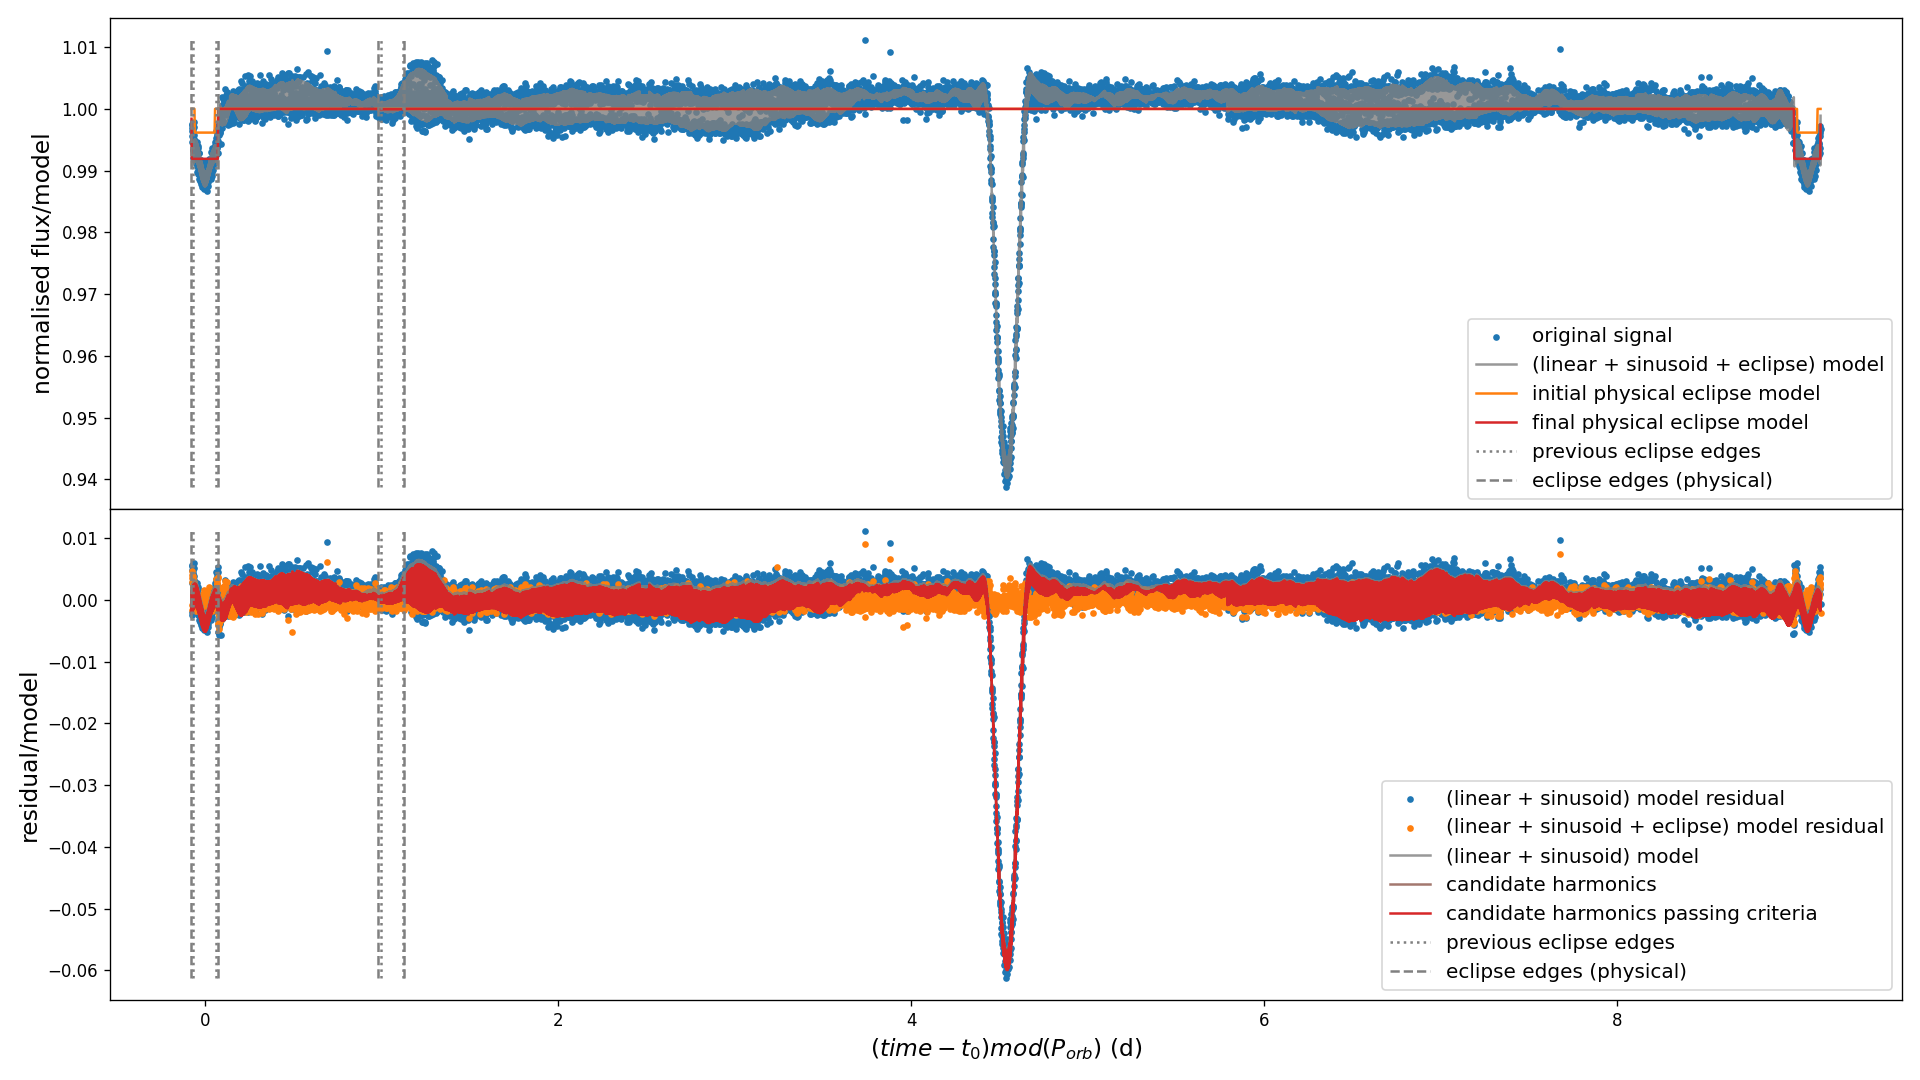 normalised flux/model
1.01
1.00
0.99
0.98
0.97
0.96
0.95
0.94
original signal
(linear + sinusoid + eclipse) model
initial physical eclipse model
final physical eclipse model
previous eclipse edges
eclipse edges (physical)
residual/model
0.01
0.00
−0.01
−0.02
−0.03
−0.04
−0.05
−0.06
(linear + sinusoid) model residual
(linear + sinusoid + eclipse) model residual
(linear + sinusoid) model
candidate harmonics
candidate harmonics passing criteria
previous eclipse edges
eclipse edges (physical)
0 2 4 6 8
(time − t₀)mod(P_orb) (d)